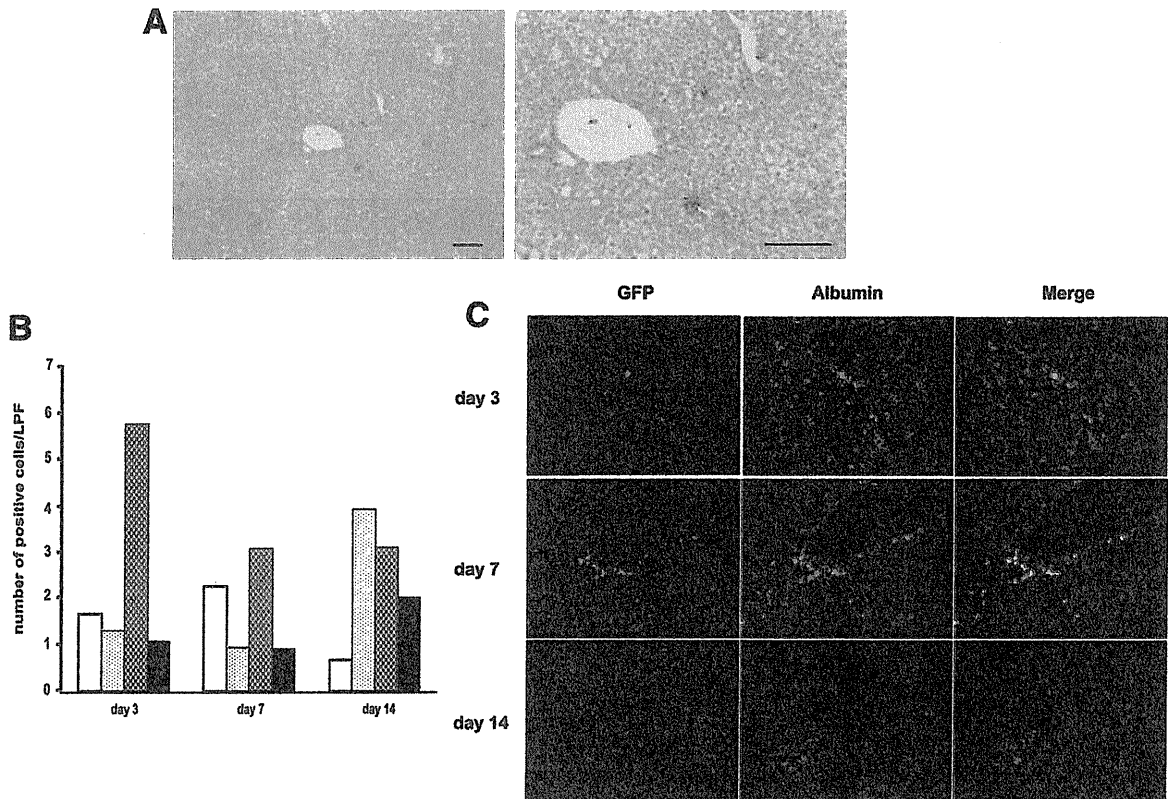 A
B
number of positive cells/LPF
7
6
5
4
3
2
1
0
day 3
day 7
day 14
C
GFP
Albumin
Merge
day 3
day 7
day 14